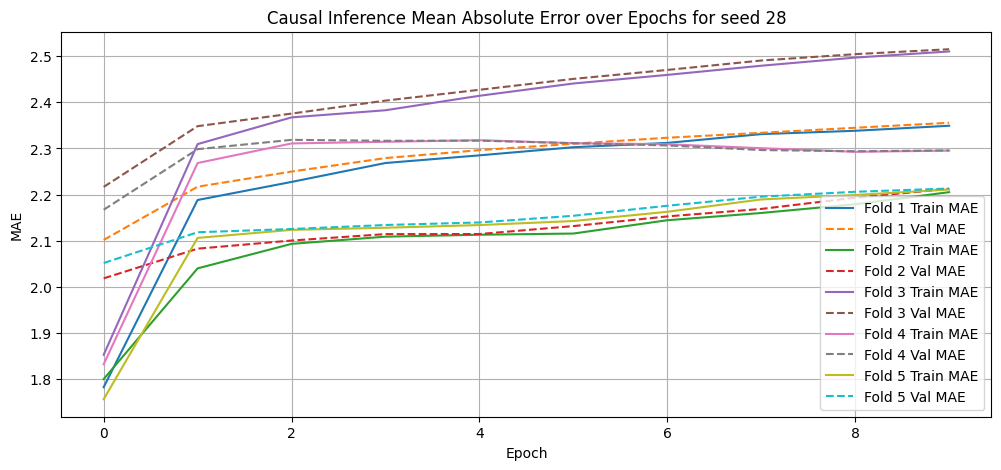 Causal Inference Mean Absolute Error over Epochs for seed 28
MAE
2.5
2.4
2.3
2.2
2.1
2.0
1.9
1.8
0
2
4
6
8
Epoch
Fold 1 Train MAE
Fold 1 Val MAE
Fold 2 Train MAE
Fold 2 Val MAE
Fold 3 Train MAE
Fold 3 Val MAE
Fold 4 Train MAE
Fold 4 Val MAE
Fold 5 Train MAE
Fold 5 Val MAE